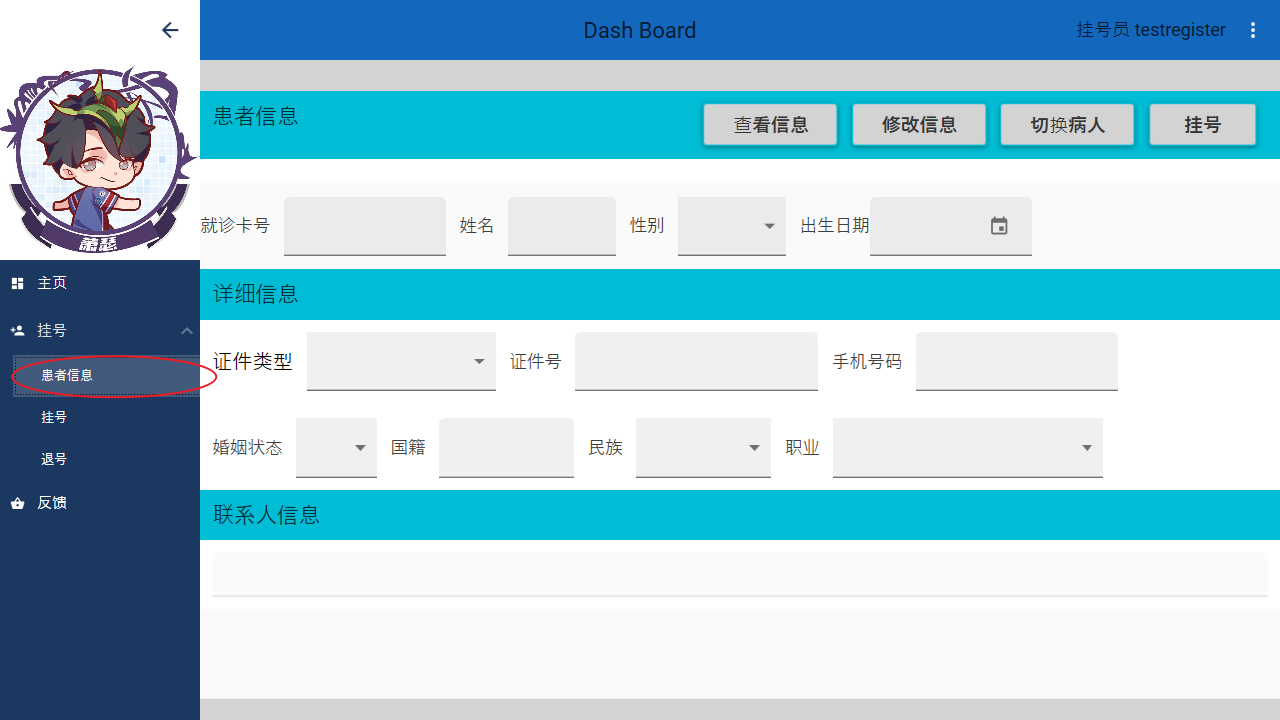 Dash Board
挂号员 testregister
萧瑟
主页
挂号
患者信息
挂号
退号
反馈
患者信息 查看信息 修改信息 切换病人 挂号
就诊卡号 姓名 性别 出生日期
详细信息
证件类型 证件号 手机号码
婚姻状态 国籍 民族 职业
联系人信息